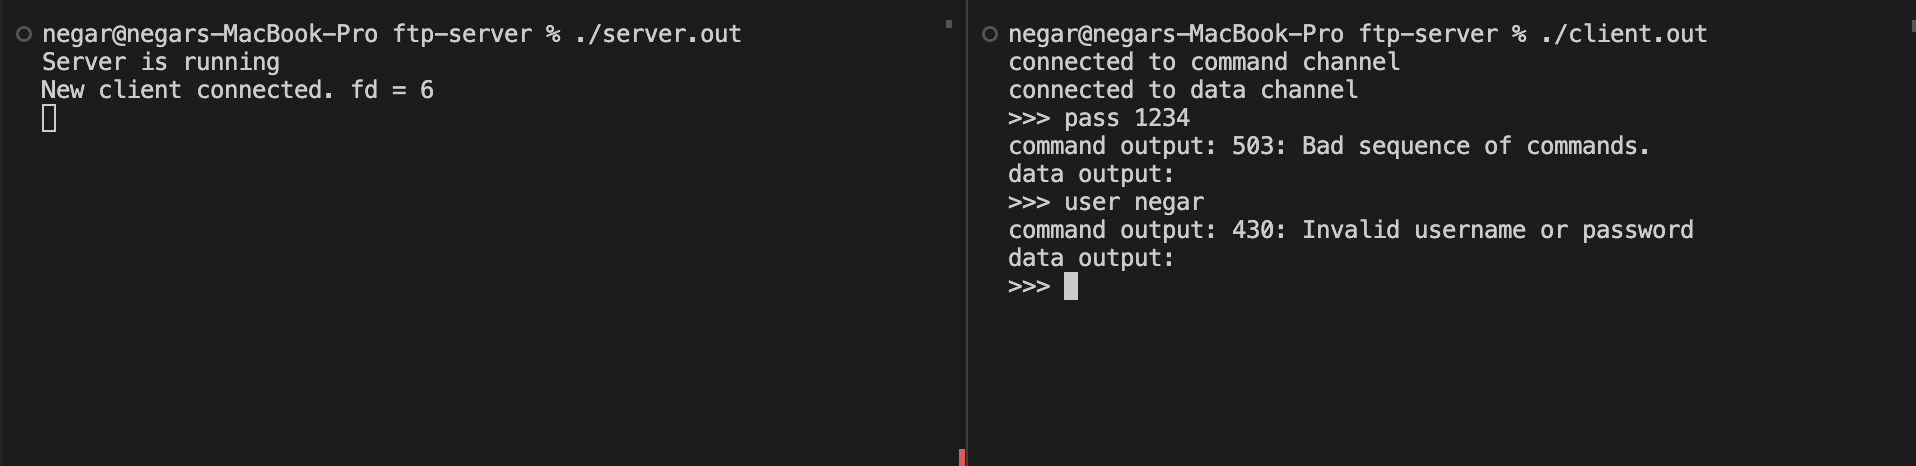 negar@negars-MacBook-Pro ftp-server % ./server.out
Server is running
New client connected. fd = 6
negar@negars-MacBook-Pro ftp-server % ./client.out
connected to command channel
connected to data channel
>>> pass 1234
command output: 503: Bad sequence of commands.
data output:
>>> user negar
command output: 430: Invalid username or password
data output:
>>>